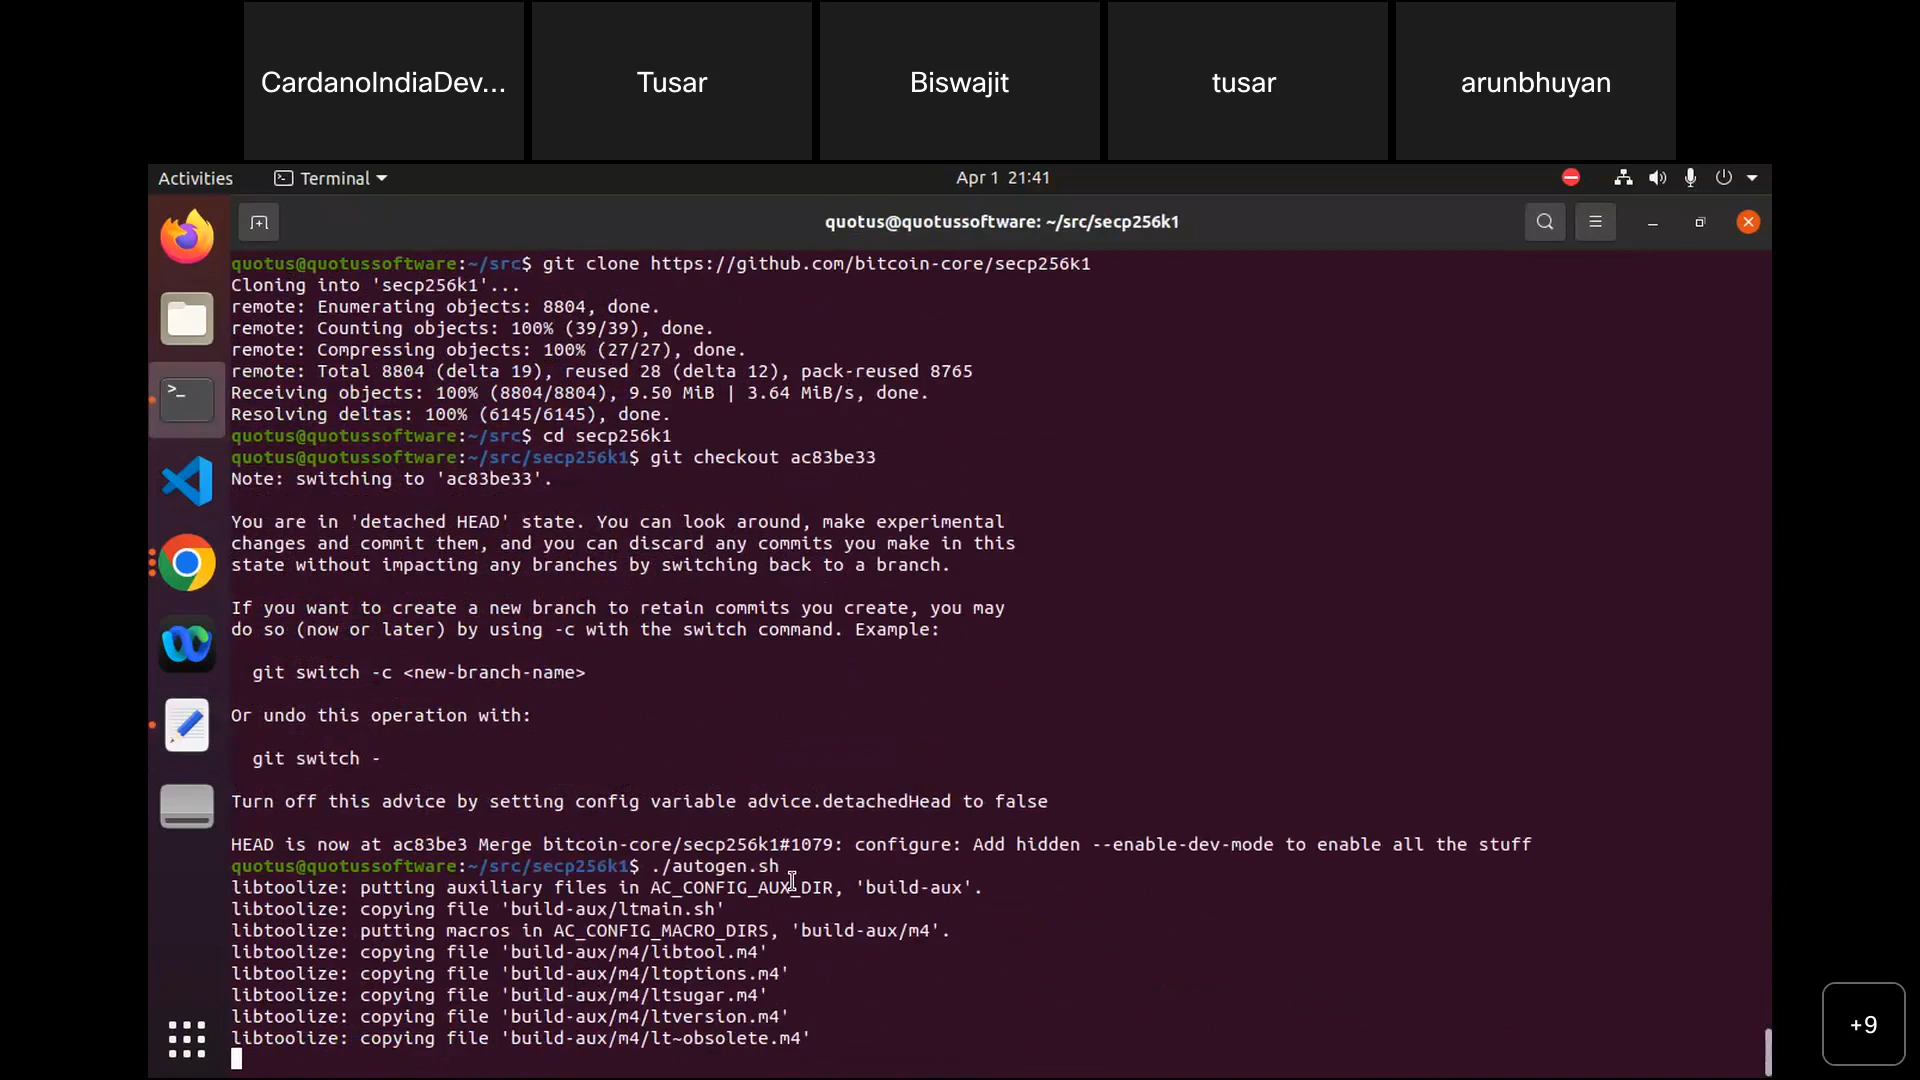 CardanoIndiaDev...
Tusar
Biswajit
tusar
arunbhuyan
Activities
Terminal
Apr 1 21:41
quotus@quotussoftware: ~/src/secp256k1
quotus@quotussoftware:~/src$ git clone https://github.com/bitcoin-core/secp256k1
Cloning into 'secp256k1'...
remote: Enumerating objects: 8804, done.
remote: Counting objects: 100% (39/39), done.
remote: Compressing objects: 100% (27/27), done.
remote: Total 8804 (delta 19), reused 28 (delta 12), pack-reused 8765
Receiving objects: 100% (8804/8804), 9.50 MiB | 3.64 MiB/s, done.
Resolving deltas: 100% (6145/6145), done.
quotus@quotussoftware:~/src$ cd secp256k1
quotus@quotussoftware:~/src/secp256k1$ git checkout ac83be33
Note: switching to 'ac83be33'.
You are in 'detached HEAD' state. You can look around, make experimental
changes and commit them, and you can discard any commits you make in this
state without impacting any branches by switching back to a branch.
If you want to create a new branch to retain commits you create, you may
do so (now or later) by using -c with the switch command. Example:
git switch -c <new-branch-name>
Or undo this operation with:
git switch -
Turn off this advice by setting config variable advice.detachedHead to false
HEAD is now at ac83be3 Merge bitcoin-core/secp256k1#1079: configure: Add hidden --enable-dev-mode to enable all the stuff
quotus@quotussoftware:~/src/secp256k1$ ./autogen.sh
libtoolize: putting auxiliary files in AC_CONFIG_AUX_DIR, 'build-aux'.
libtoolize: copying file 'build-aux/ltmain.sh'
libtoolize: putting macros in AC_CONFIG_MACRO_DIRS, 'build-aux/m4'.
libtoolize: copying file 'build-aux/m4/libtool.m4'
libtoolize: copying file 'build-aux/m4/ltoptions.m4'
libtoolize: copying file 'build-aux/m4/ltsugar.m4'
libtoolize: copying file 'build-aux/m4/ltversion.m4'
libtoolize: copying file 'build-aux/m4/lt~obsolete.m4'
+9